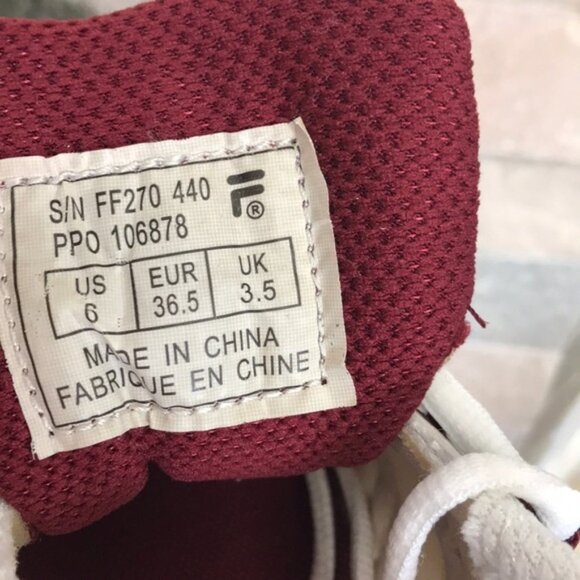 S/N FF270 440
PPO 106878
F®
US EUR UK
6 36.5 3.5
MADE IN CHINA
FABRIQUE EN CHINE